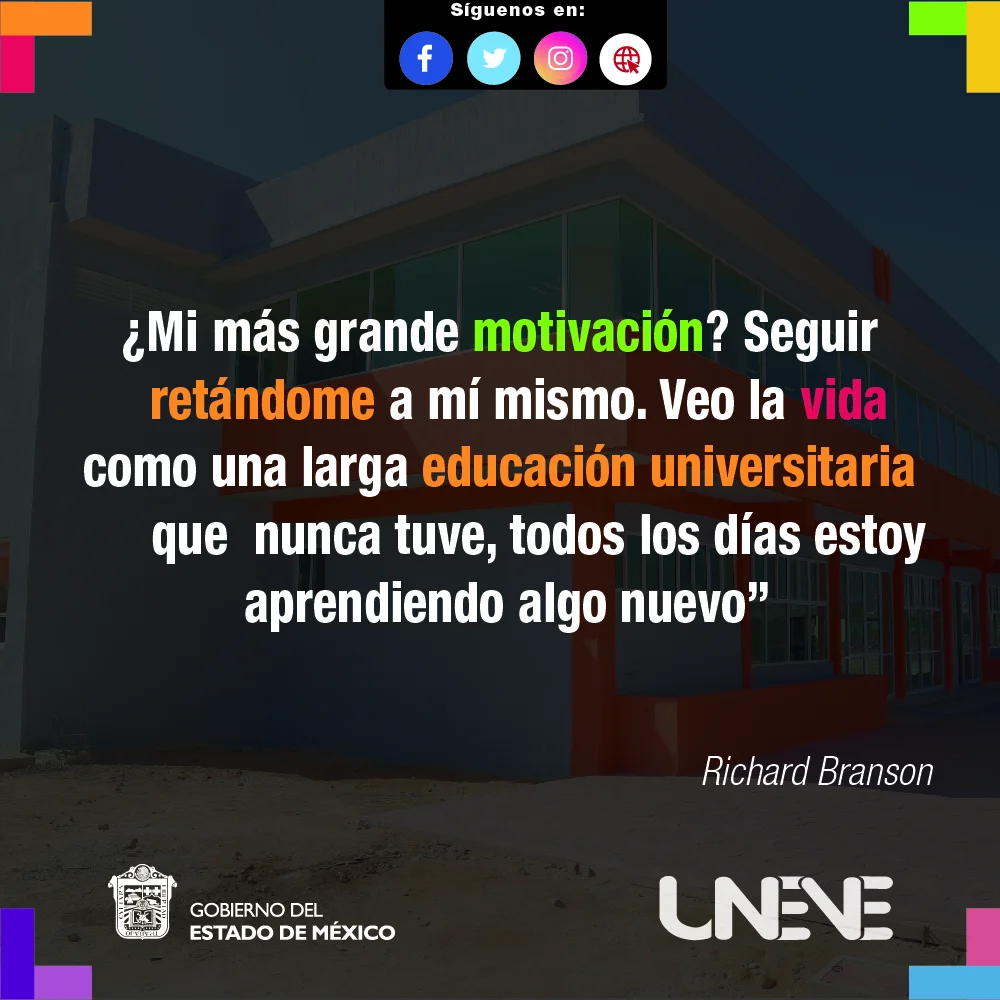 Síguenos en:
¿Mi más grande motivación? Seguir
retándome a mí mismo. Veo la vida
como una larga educación universitaria
que nunca tuve, todos los días estoy
aprendiendo algo nuevo”
Richard Branson
GOBIERNO DEL
ESTADO DE MÉXICO
UNEVE